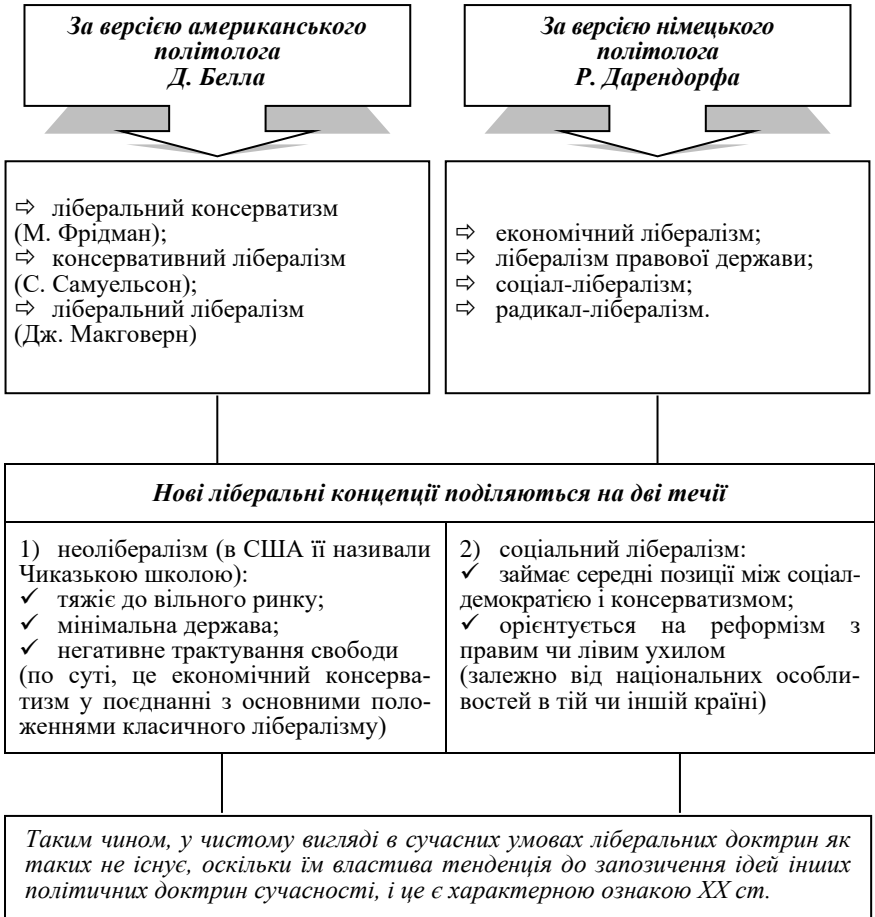 За версією американського
політолога
Д. Белла
За версією німецького
політолога
Р. Дарендорфа
⇨ ліберальний консерватизм
(М. Фрідман);
⇨ консервативний лібералізм
(С. Самуельсон);
⇨ ліберальний лібералізм
(Дж. Макговерн)
⇨ економічний лібералізм;
⇨ лібералізм правової держави;
⇨ соціал-лібералізм;
⇨ радикал-лібералізм.
Нові ліберальні концепції поділяються на дві течії
1) неолібералізм (в США її називали
Чиказькою школою):
✓ тяжіє до вільного ринку;
✓ мінімальна держава;
✓ негативне трактування свободи
(по суті, це економічний консерва-
тизм у поєднанні з основними поло-
женнями класичного лібералізму)
2) соціальний лібералізм:
✓ займає середні позиції між соціал-
демократією і консерватизмом;
✓ орієнтується на реформізм з
правим чи лівим ухилом
(залежно від національних особли-
востей в тій чи іншій країні)
Таким чином, у чистому вигляді в сучасних умовах ліберальних доктрин як
таких не існує, оскільки їм властива тенденція до запозичення ідей інших
політичних доктрин сучасності, і це є характерною ознакою ХХ ст.